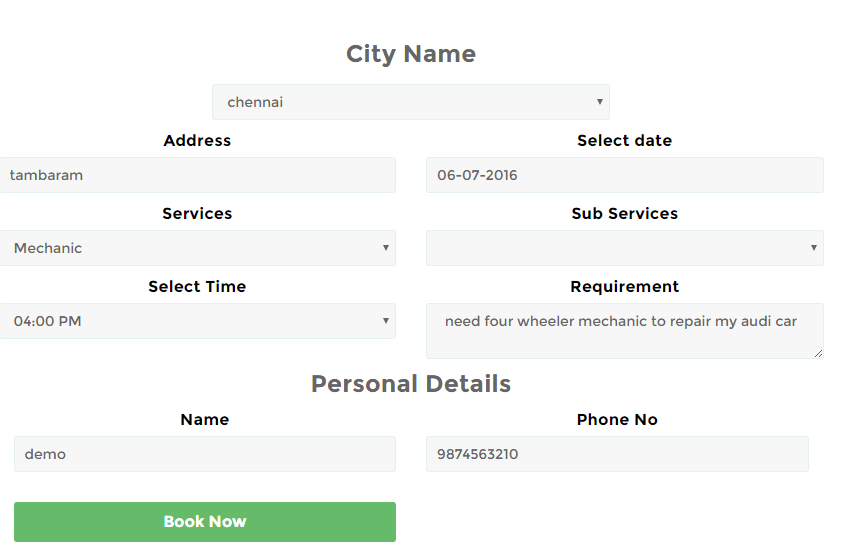 City Name
chennai
Address
Select date
tambaram
06-07-2016
Services
Sub Services
Mechanic
Select Time
Requirement
04:00 PM
need four wheeler mechanic to repair my audi car
Personal Details
Name
Phone No
demo
9874563210
Book Now